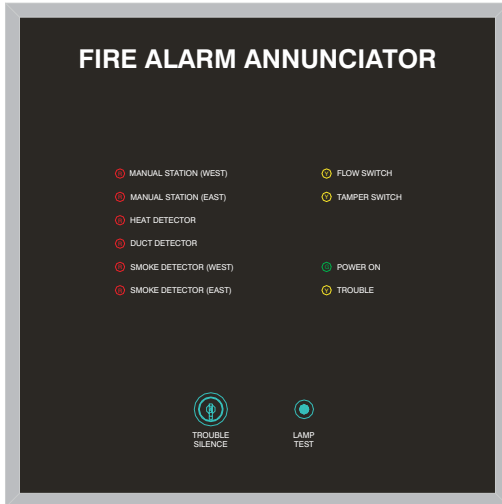 FIRE ALARM ANNUNCIATOR
R MANUAL STATION (WEST)
R MANUAL STATION (EAST)
R HEAT DETECTOR
R DUCT DETECTOR
R SMOKE DETECTOR (WEST)
R SMOKE DETECTOR (EAST)
Y FLOW SWITCH
Y TAMPER SWITCH
G POWER ON
Y TROUBLE
TROUBLE
SILENCE
LAMP
TEST